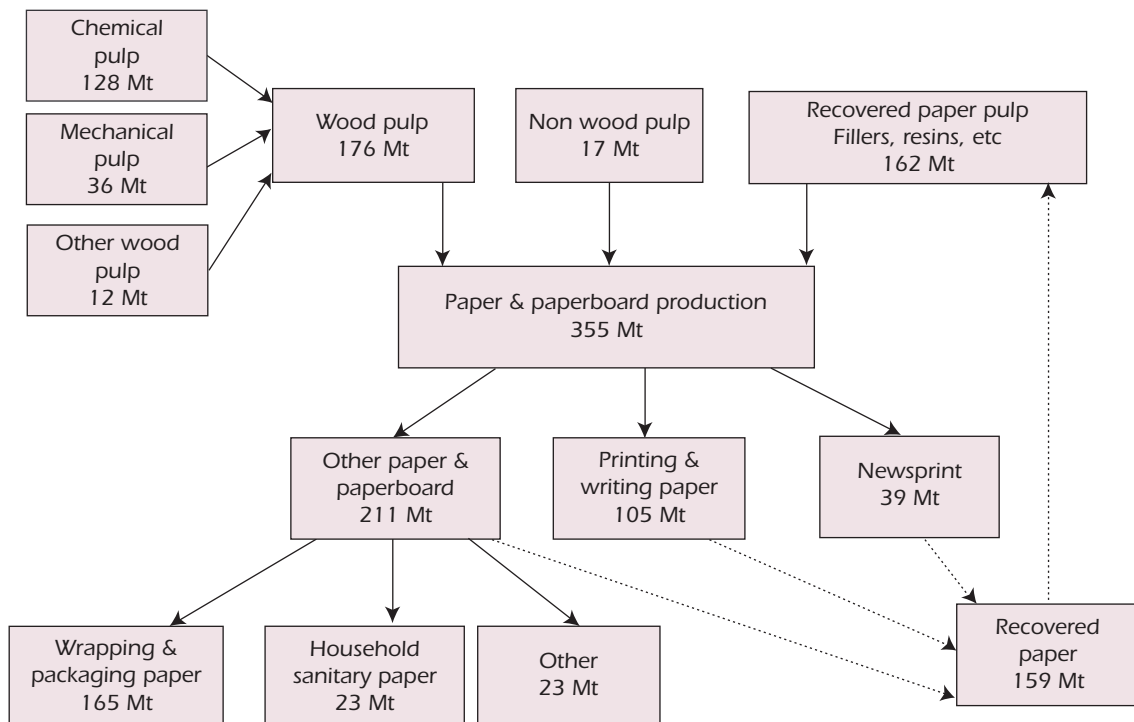 Chemical
pulp
128 Mt
Mechanical
pulp
36 Mt
Other wood
pulp
12 Mt
Wood pulp
176 Mt
Non wood pulp
17 Mt
Recovered paper pulp
Fillers, resins, etc
162 Mt
Paper & paperboard production
355 Mt
Other paper &
paperboard
211 Mt
Printing &
writing paper
105 Mt
Newsprint
39 Mt
Wrapping &
packaging paper
165 Mt
Household
sanitary paper
23 Mt
Other
23 Mt
Recovered
paper
159 Mt